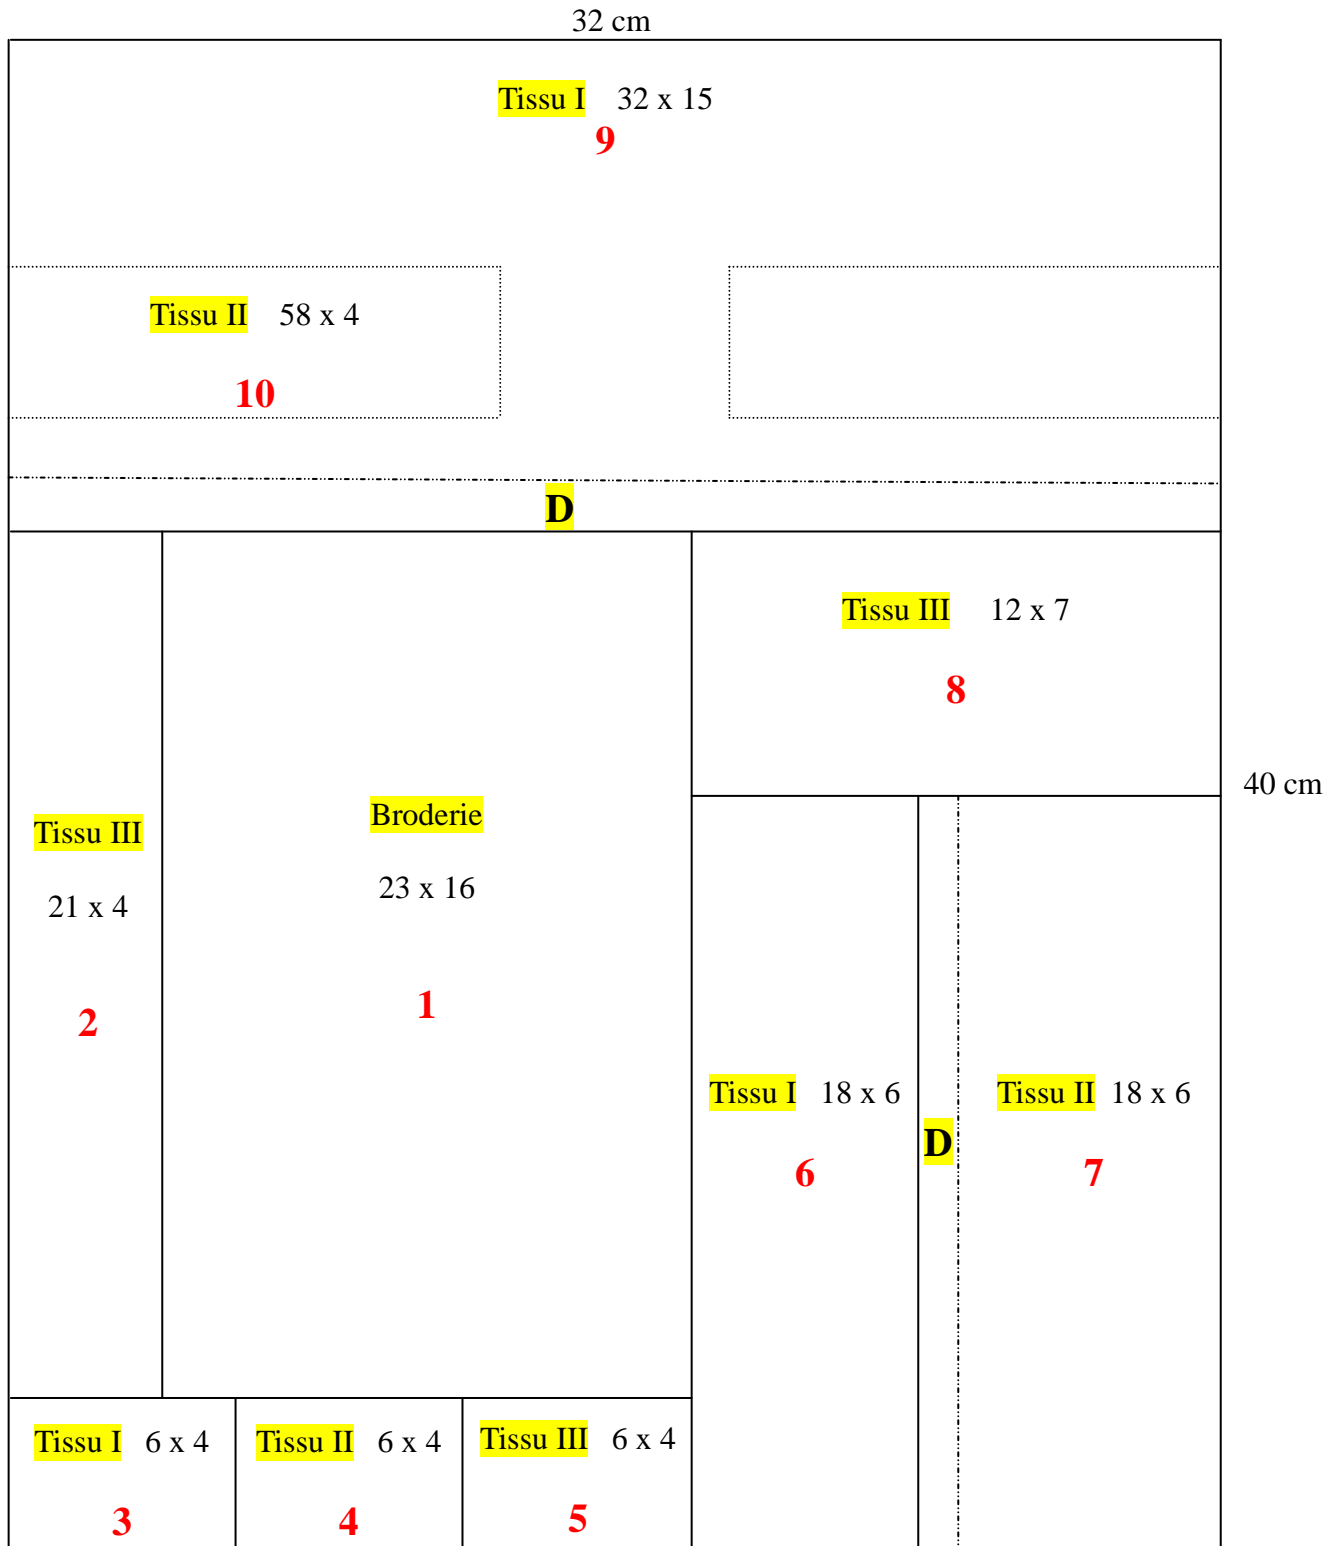 32 cm
Tissu I 32 x 15
9
Tissu II 58 x 4
10
D
Tissu III 12 x 7
8
40 cm
Tissu III
21 x 4
2
Broderie
23 x 16
1
Tissu I 18 x 6
6
D
Tissu II 18 x 6
7
Tissu I 6 x 4
3
Tissu II 6 x 4
4
Tissu III 6 x 4
5